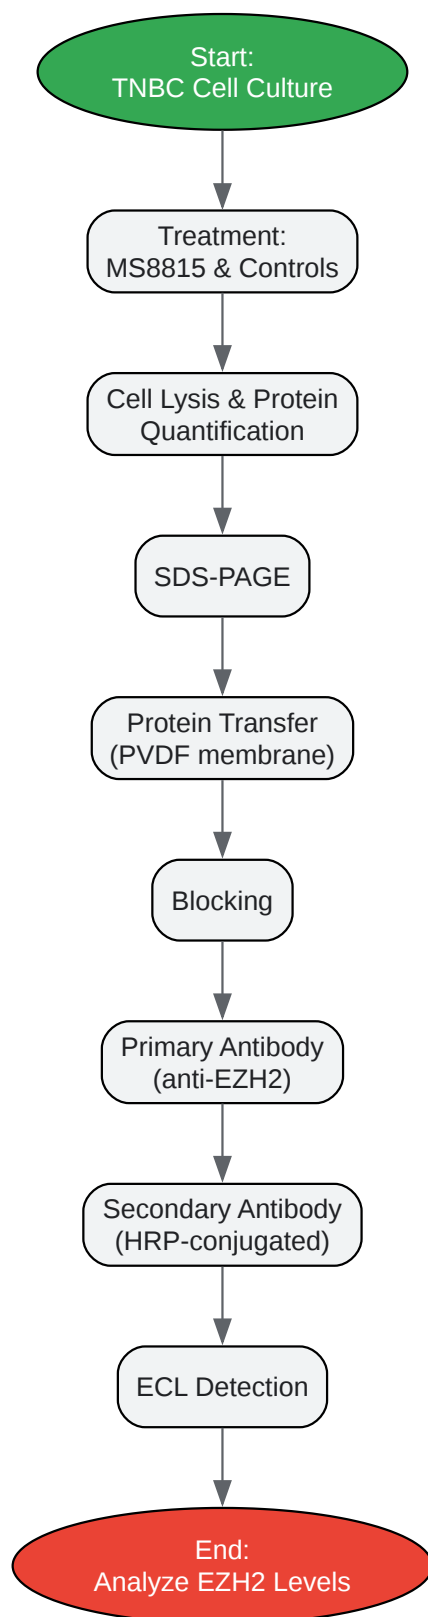 Start:
TNBC Cell Culture
Treatment:
MS8815 & Controls
Cell Lysis & Protein
Quantification
SDS-PAGE
Protein Transfer
(PVDF membrane)
Blocking
Primary Antibody
(anti-EZH2)
Secondary Antibody
(HRP-conjugated)
ECL Detection
End:
Analyze EZH2 Levels